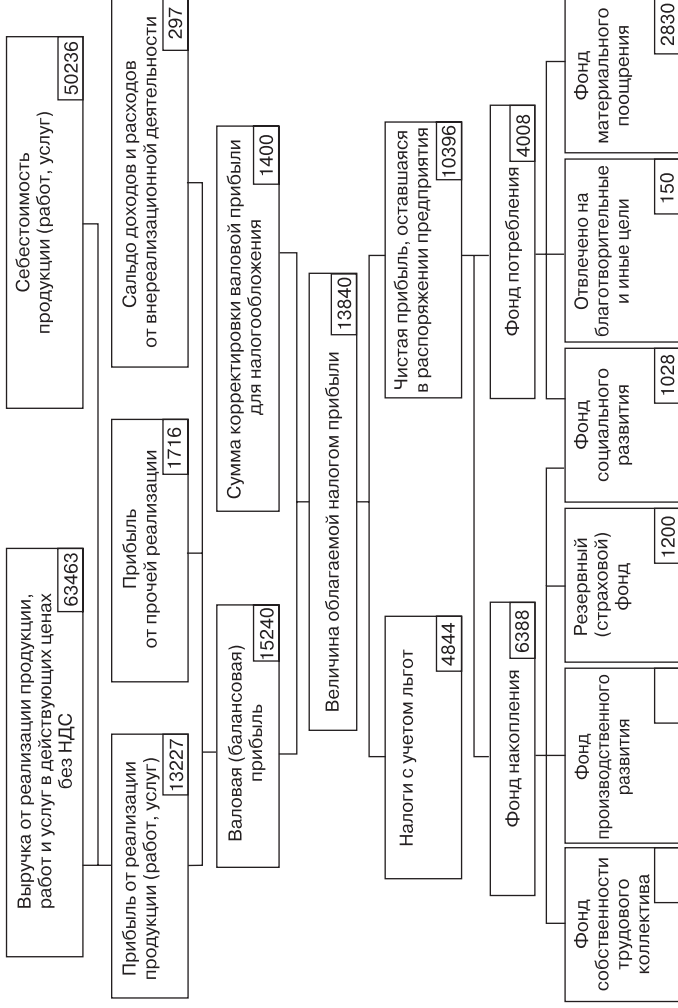 Выручка от реализации продукции,
работ и услуг в действующих ценах
без НДС
63463
Себестоимость
продукции (работ, услуг)
50236
Прибыль от реализации
продукции (работ, услуг)
13227
Прибыль
от прочей реализации
1716
Сальдо доходов и расходов
от внереализационной деятельности
297
Валовая (балансовая)
прибыль
15240
Сумма корректировки валовой прибыли
для налогообложения
1400
Величина облагаемой налогом прибыли
13840
Налоги с учетом льгот
4844
Чистая прибыль, оставшаяся
в распоряжении предприятия
10396
Фонд накопления
6388
Фонд потребления
4008
Фонд
собственности
трудового
коллектива
Фонд
производственного
развития
Резервный
(страховой)
фонд
1200
Фонд
социального
развития
1028
Отвлечено на
благотворительные
и иные цели
150
Фонд
материального
поощрения
2830